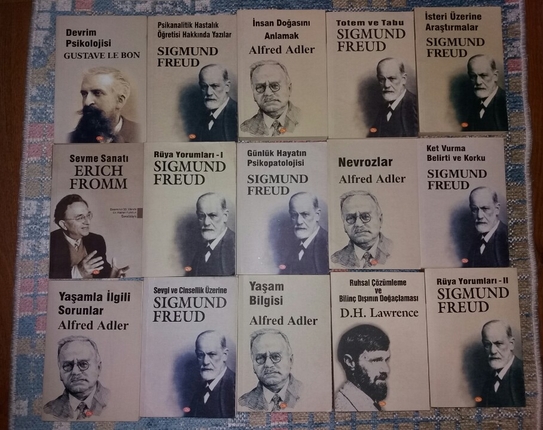 Devrim
Psikolojisi
GUSTAVE LE BON
Psikanalitik Hastalık
Öğretisi Hakkında Yazılar
SIGMUND
FREUD
İnsan Doğasını
Anlamak
Alfred Adler
Totem ve Tabu
SIGMUND
FREUD
İsteri Üzerine
Araştırmalar
SIGMUND
FREUD
Sevme Sanatı
ERICH
FROMM
Rüya Yorumları-I
SIGMUND
FREUD
Günlük Hayatın
Psikopatolojisi
SIGMUND
FREUD
Nevrozlar
Alfred Adler
Ket Vurma
Belirti ve Korku
SIGMUND
FREUD
Yaşamla İlgili
Sorunlar
Alfred Adler
Sevgi ve Cinsellik Üzerine
SIGMUND
FREUD
Yaşam
Bilgisi
Alfred Adler
Ruhsal Çözümleme
ve
Bilinç Dışının Doğaçlaması
D.H. Lawrence
Rüya Yorumları-II
SIGMUND
FREUD